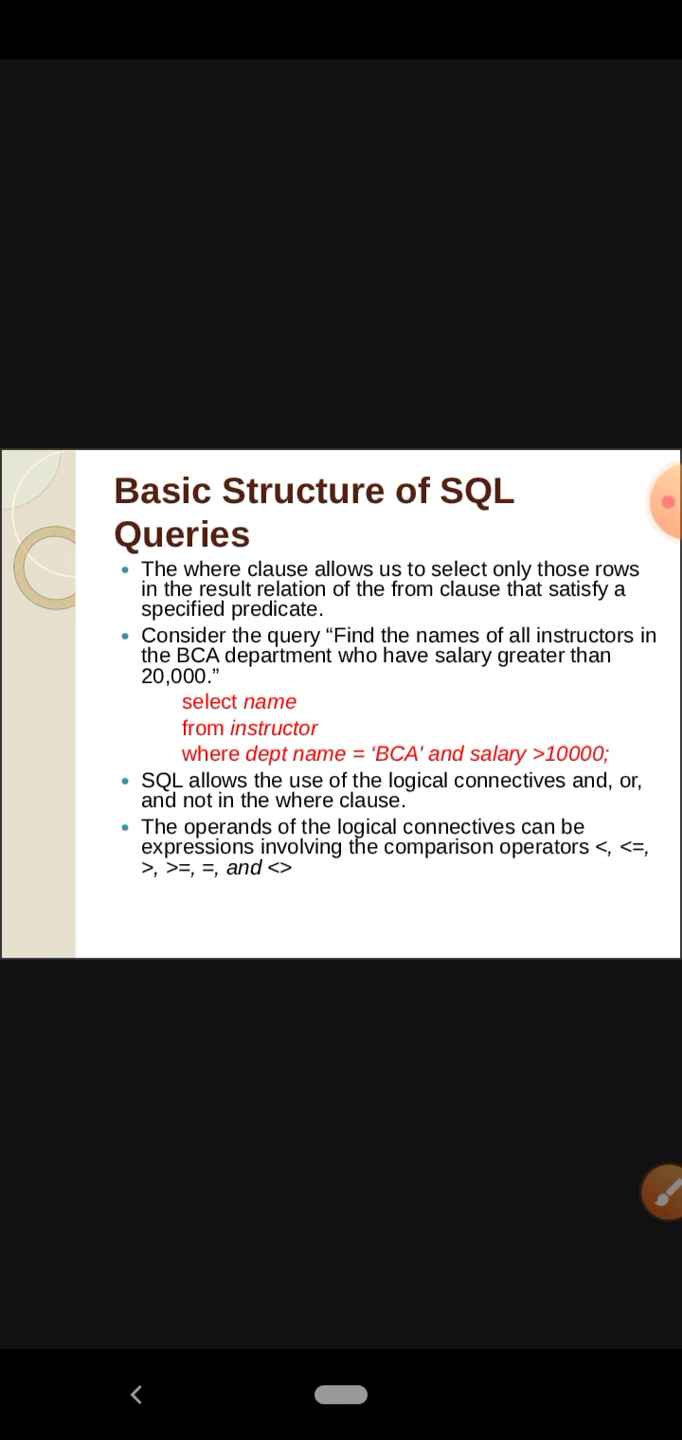 Basic Structure of SQL
Queries
• The where clause allows us to select only those rows
in the result relation of the from clause that satisfy a
specified predicate.
• Consider the query “Find the names of all instructors in
the BCA department who have salary greater than
20,000.”
select name
from instructor
where dept name = ‘BCA’ and salary >10000;
• SQL allows the use of the logical connectives and, or,
and not in the where clause.
• The operands of the logical connectives can be
expressions involving the comparison operators <, <=,
>, >=, =, and <>